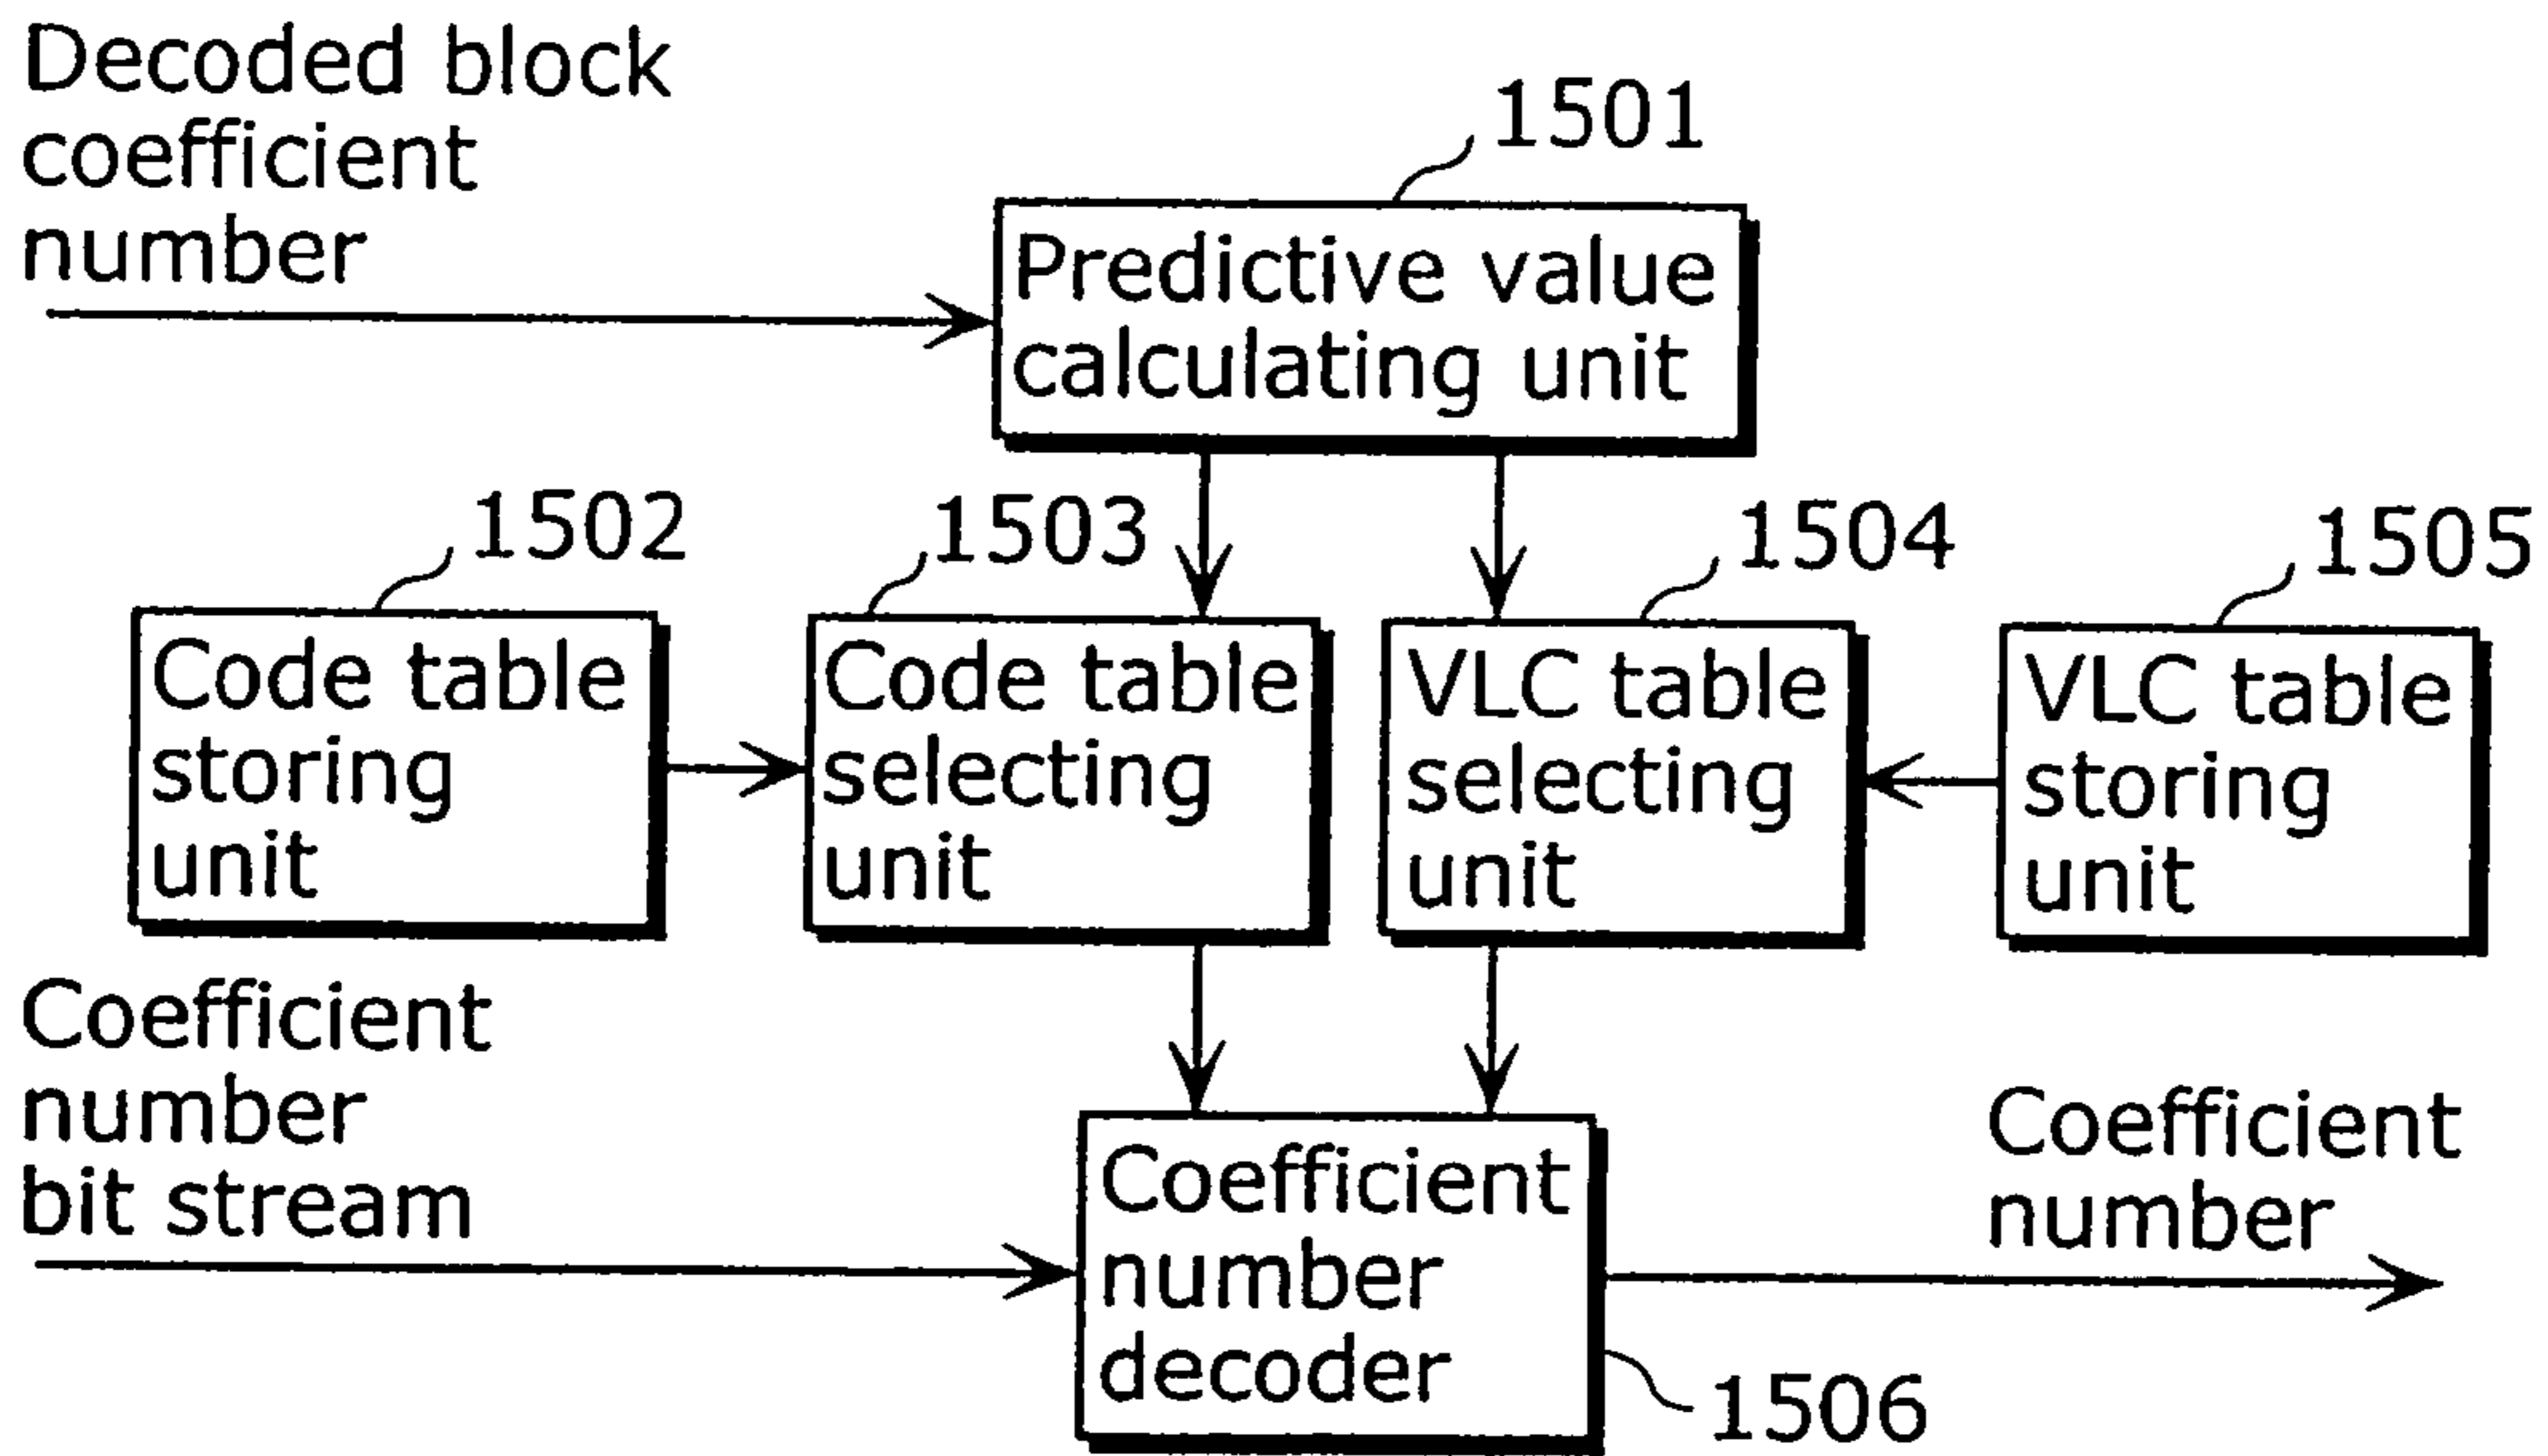 Decoded block
coefficient
number
1501
Predictive value
calculating unit
1502
1503
1504
1505
Code table
storing
unit
Code table
selecting
unit
VLC table
selecting
unit
VLC table
storing
unit
Coefficient
number
bit stream
Coefficient
number
decoder
Coefficient
number
1506